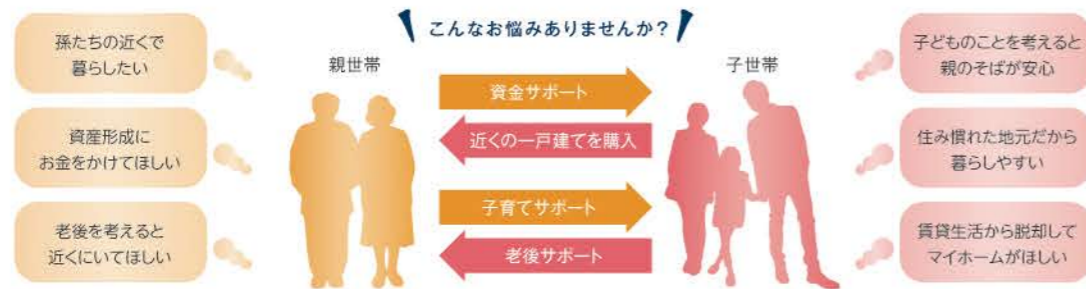 こんなお悩みありませんか?
孫たちの近くで
暮らしたい
資産形成に
お金をかけてほしい
老後を考えると
近くにいてほしい
親世帯
資金サポート
近くの一戸建てを購入
子育てサポート
老後サポート
子世帯
子どものことを考えると
親のそばが安心
住み慣れた地元だから
暮らしやすい
賃貸生活から脱却して
マイホームがほしい